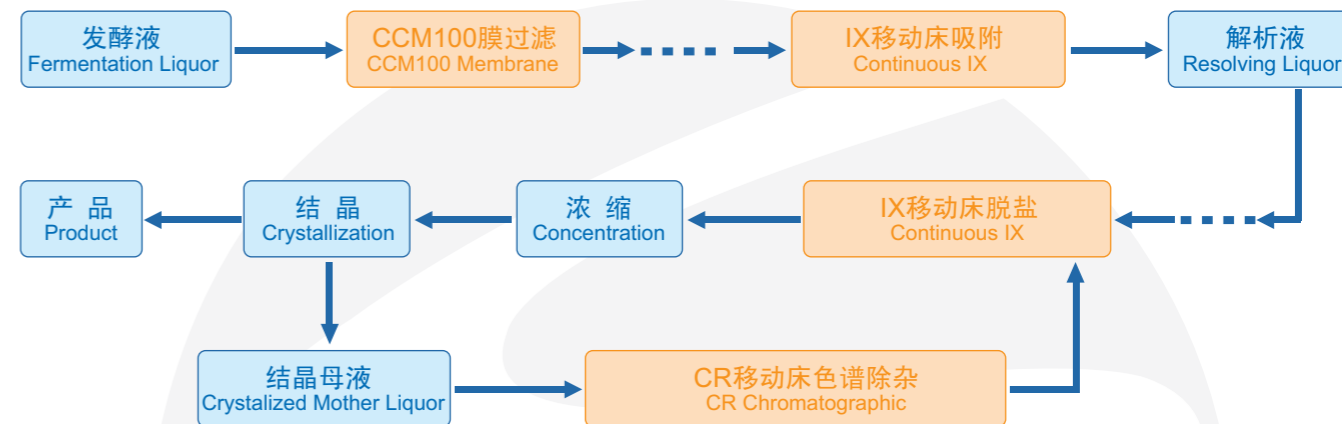 发酵液
Fermentation Liquor
CCM100膜过滤
CCM100 Membrane
IX移动床吸附
Continuous IX
解析液
Resolving Liquor
产 品
Product
结 晶
Crystallization
浓 缩
Concentration
IX移动床脱盐
Continuous IX
结晶母液
Crystalized Mother Liquor
CR移动床色谱除杂
CR Chromatographic